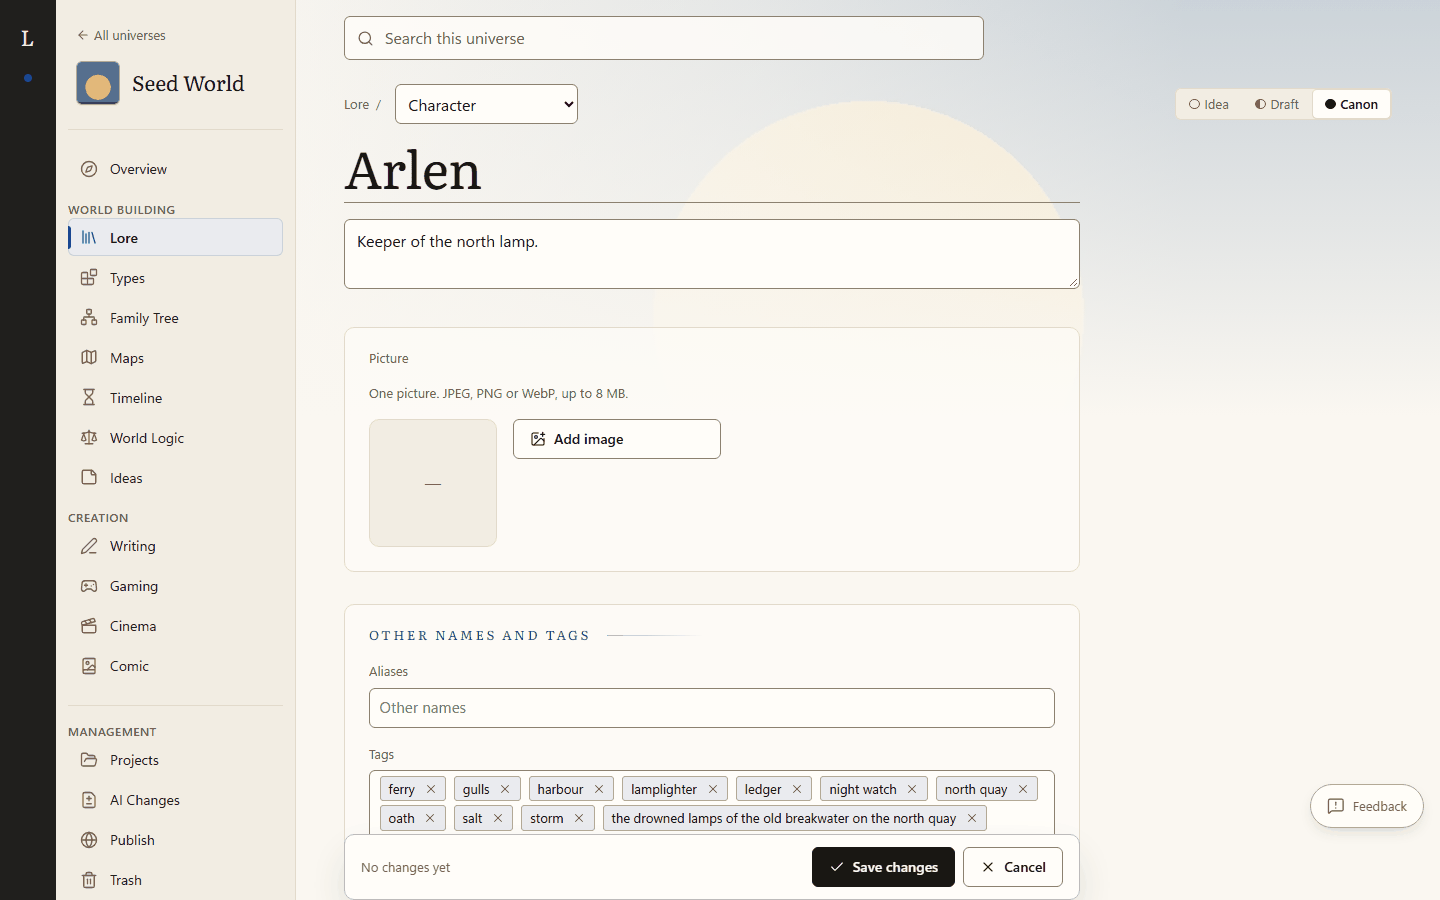 L
All universes
Seed World
Overview
WORLD BUILDING
Lore
Types
Family Tree
Maps
Timeline
World Logic
Ideas
CREATION
Writing
Gaming
Cinema
Comic
MANAGEMENT
Projects
AI Changes
Publish
Trash
Search this universe
Lore /
Character
Idea
Draft
Canon
Arlen
Keeper of the north lamp.
Picture
One picture. JPEG, PNG or WebP, up to 8 MB.
—
Add image
OTHER NAMES AND TAGS
Aliases
Other names
Tags
ferry
gulls
harbour
lamplighter
ledger
night watch
north quay
oath
salt
storm
the drowned lamps of the old breakwater on the north quay
No changes yet
Save changes
Cancel
Feedback